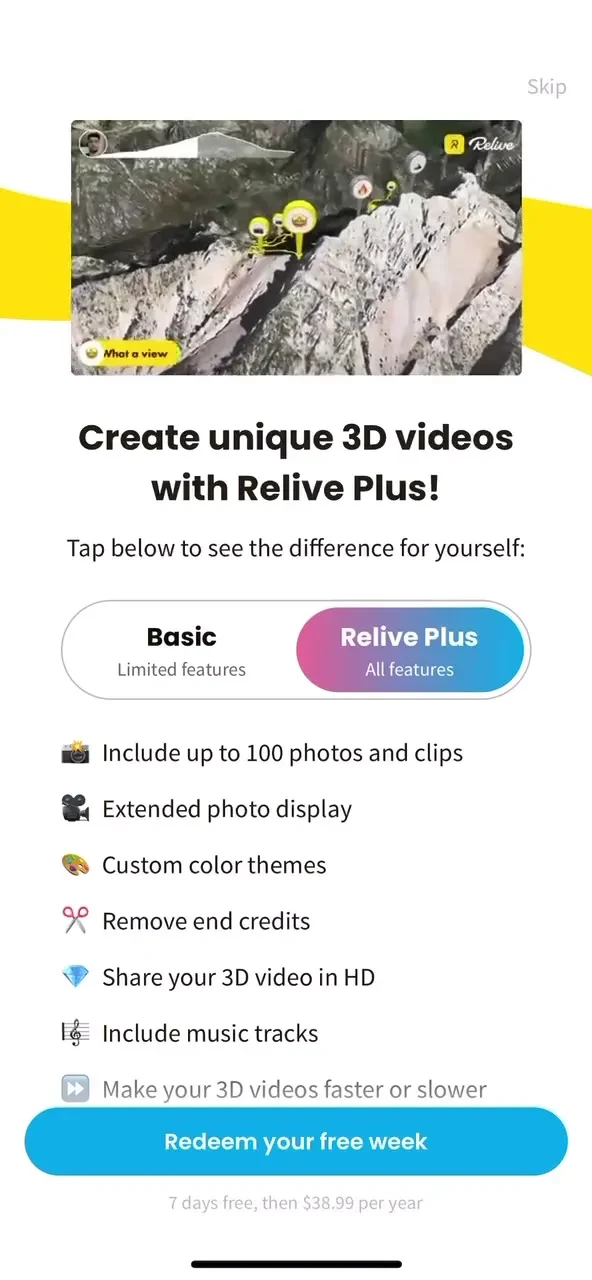 Skip
Relive
What a view
Create unique 3D videos
with Relive Plus!
Tap below to see the difference for yourself:
Basic
Limited features
Relive Plus
All features
Include up to 100 photos and clips
Extended photo display
Custom color themes
Remove end credits
Share your 3D video in HD
Include music tracks
Make your 3D videos faster or slower
Redeem your free week
7 days free, then $38.99 per year